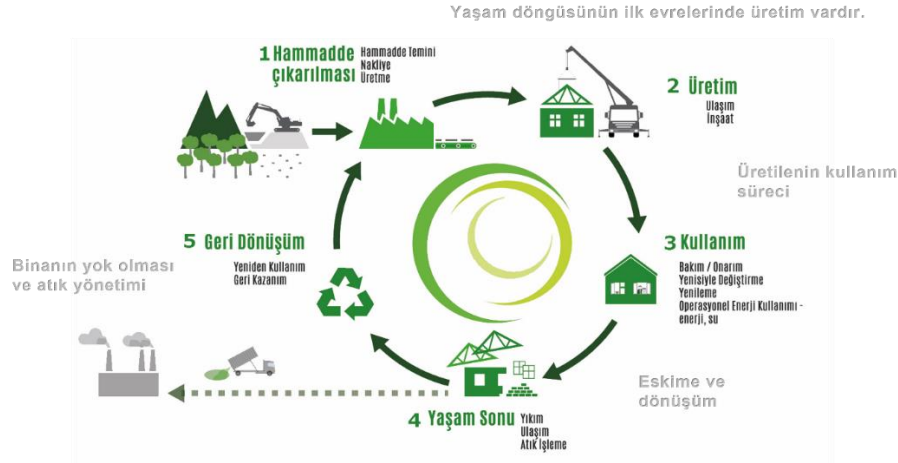 Yaşam döngüsünün ilk evrelerinde üretim vardır.
1 Hammadde
çıkarılması
Hammadde Temini
Nakliye
Üretme
2 Üretim
Ulaşım
İnşaat
Üretilenin kullanım
süreci
3 Kullanım
Bakım / Onarım
Yenisiyle Değiştirme
Yenileme
Operasyonel Enerji Kullanımı -
enerji, su
Eskime ve
dönüşüm
4 Yaşam Sonu
Yıkım
Ulaşım
Atık İşleme
5 Geri Dönüşüm
Yeniden Kullanım
Geri Kazanım
Binanın yok olması
ve atık yönetimi